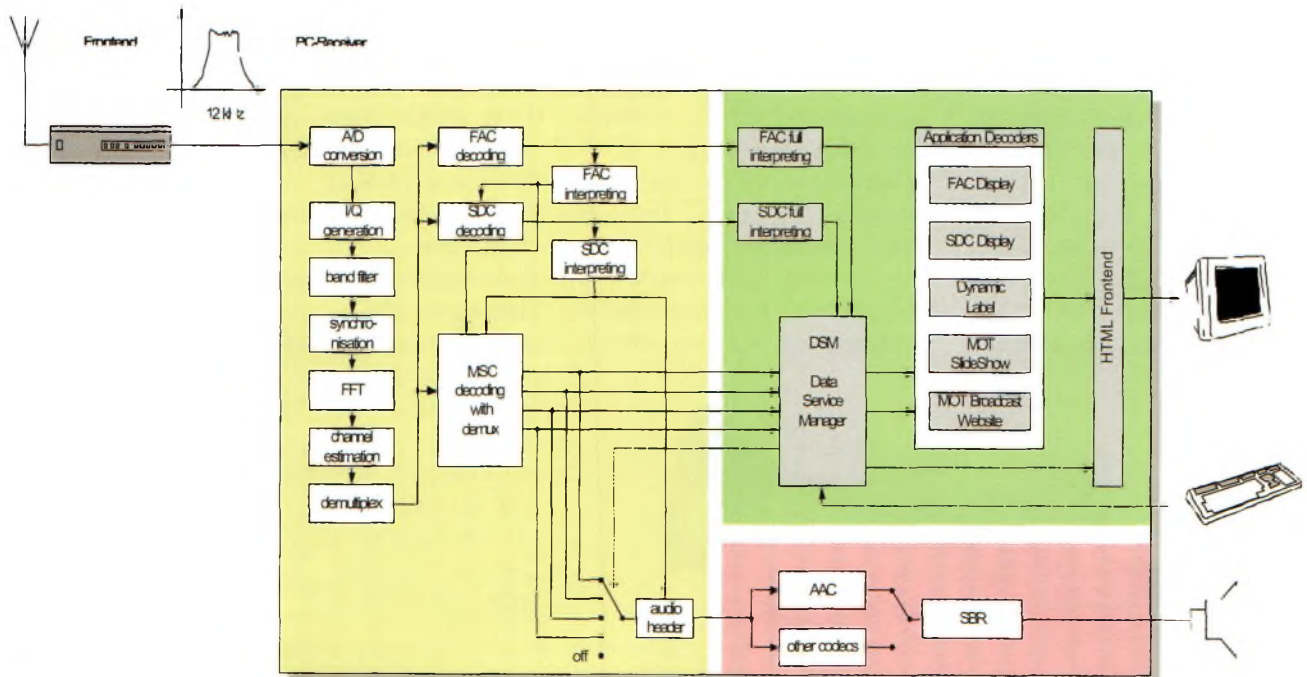 Frontend
PC-Receiver
12 kHz
A/D
conversion
I/Q
generation
band filter
synchro-
nisation
FFT
channel
estimation
demultiplex
FAC
decoding
FAC
interpreting
SDC
decoding
SDC
interpreting
MSC
decoding
with
demux
off
audio
header
FAC full
interpreting
SDC full
interpreting
DSM
Data
Service
Manager
Application Decoders
FAC Display
SDC Display
Dynamic
Label
MOT
SlideShow
MOT Broadcast
Website
HTML Frontend
AAC
other codecs
SBR